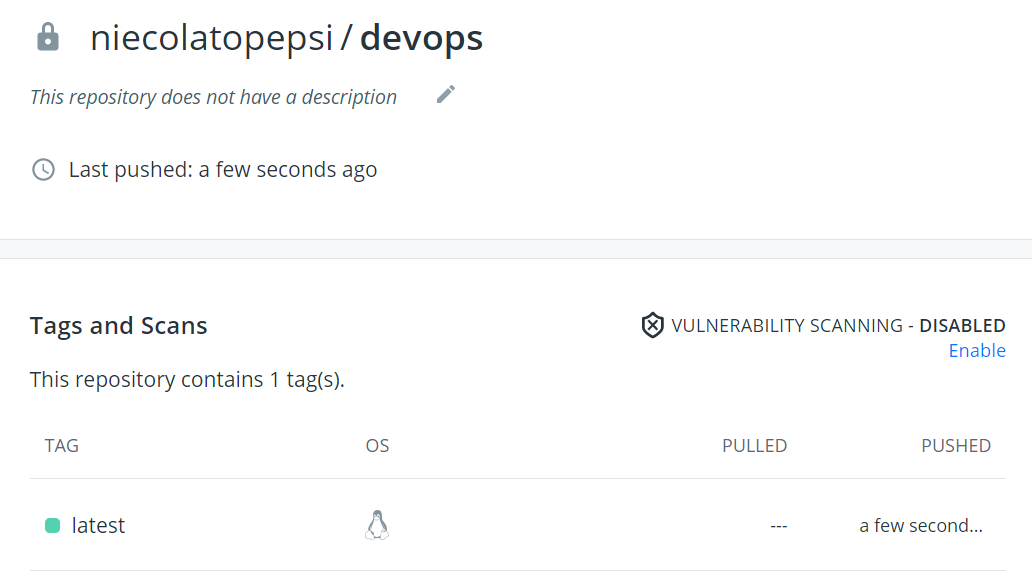 niecolatopepsi / devops
This repository does not have a description
Last pushed: a few seconds ago
Tags and Scans
VULNERABILITY SCANNING - DISABLED
Enable
This repository contains 1 tag(s).
TAG OS PULLED PUSHED
latest --- a few second...